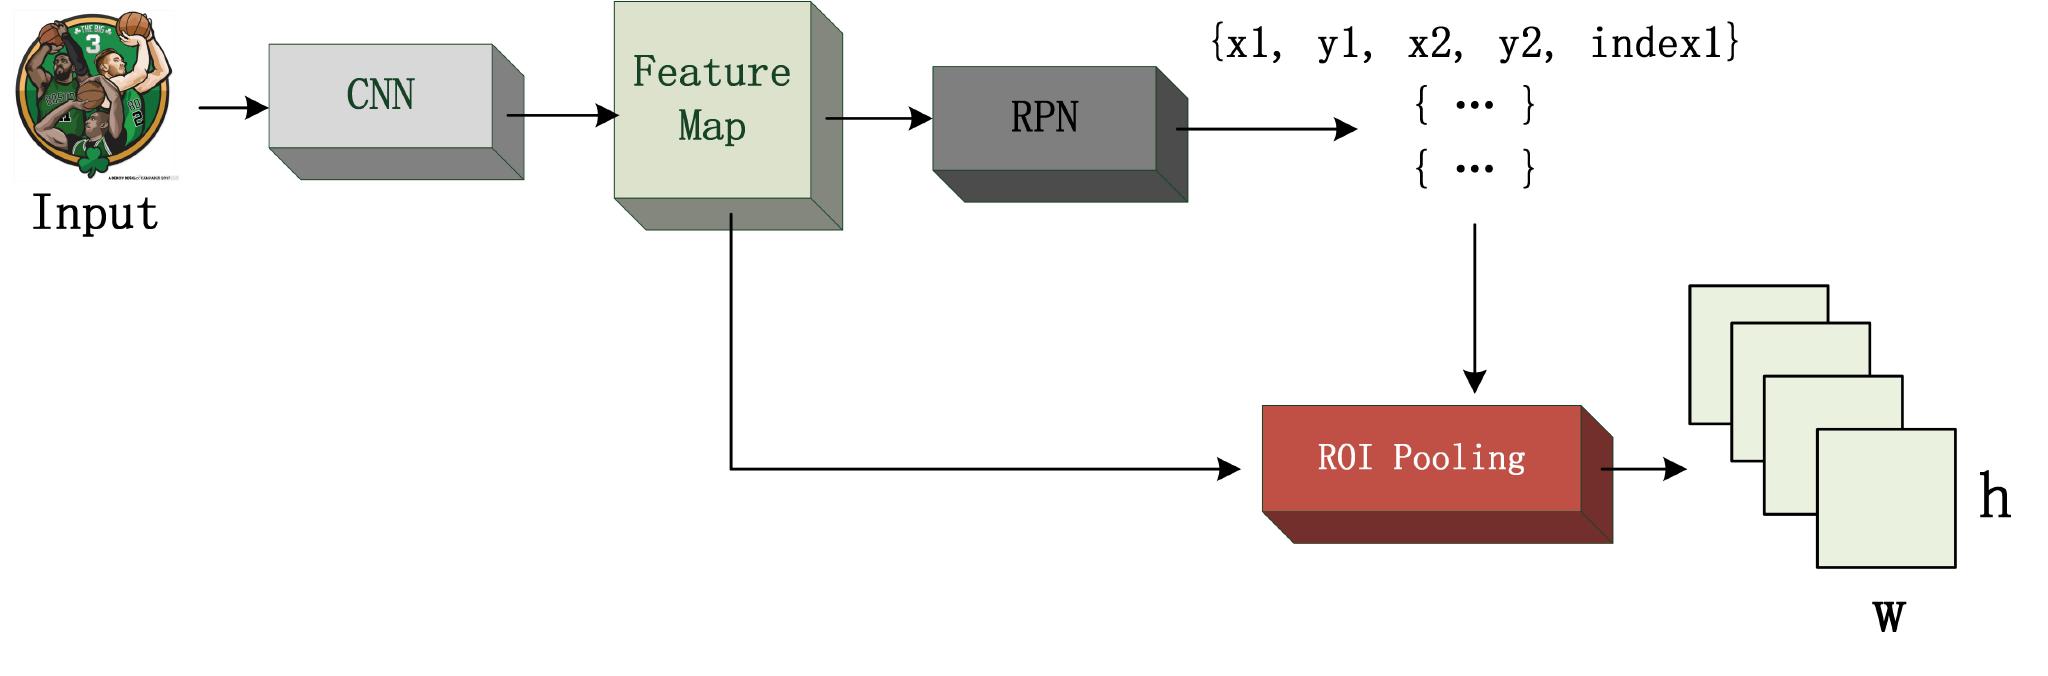 THE BIG
3
Input
CNN
Feature
Map
RPN
{x1, y1, x2, y2, index1}
{ ··· }
{ ··· }
ROI Pooling
h
w